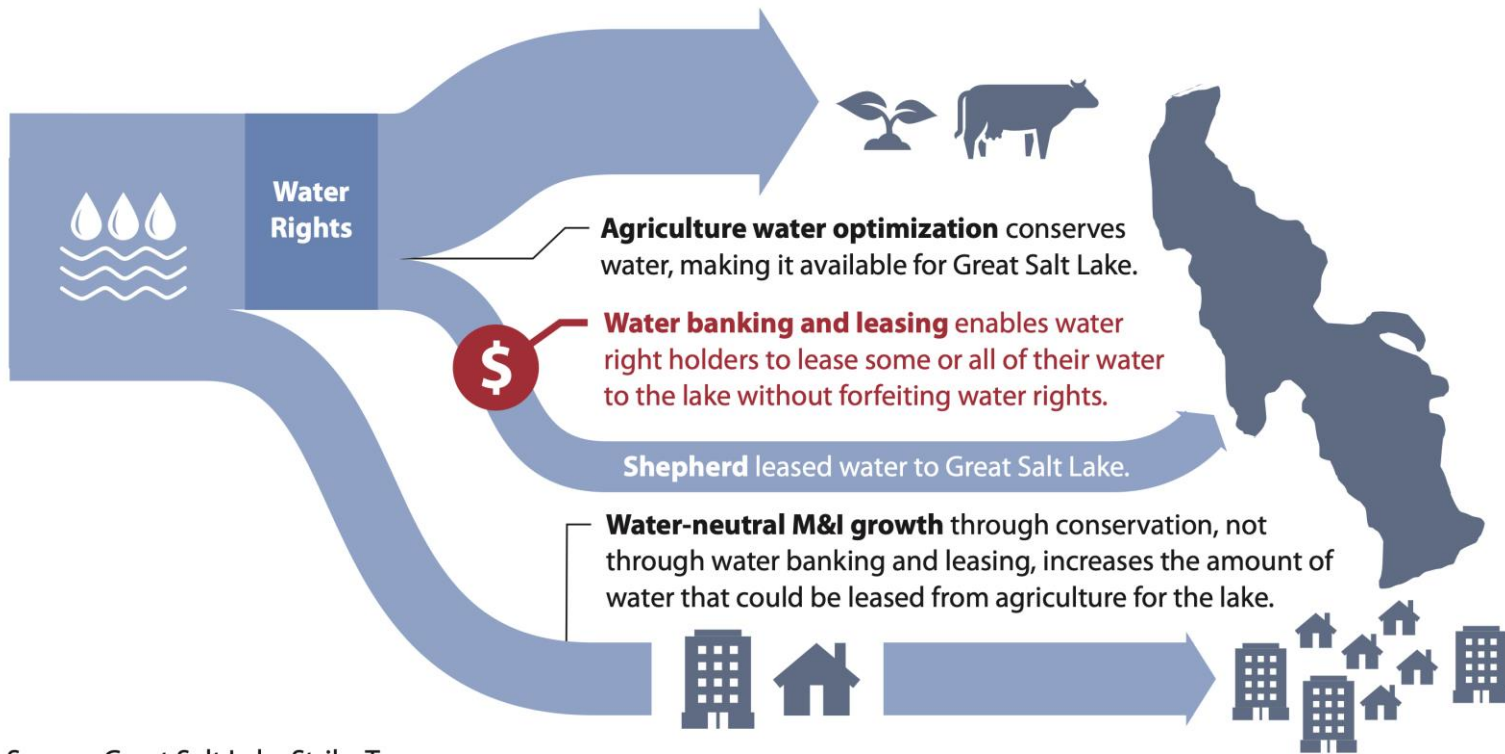 Water
Rights
Agriculture water optimization conserves
water, making it available for Great Salt Lake.
$
Water banking and leasing enables water
right holders to lease some or all of their water
to the lake without forfeiting water rights.
Shepherd leased water to Great Salt Lake.
Water-neutral M&I growth through conservation, not
through water banking and leasing, increases the amount of
water that could be leased from agriculture for the lake.